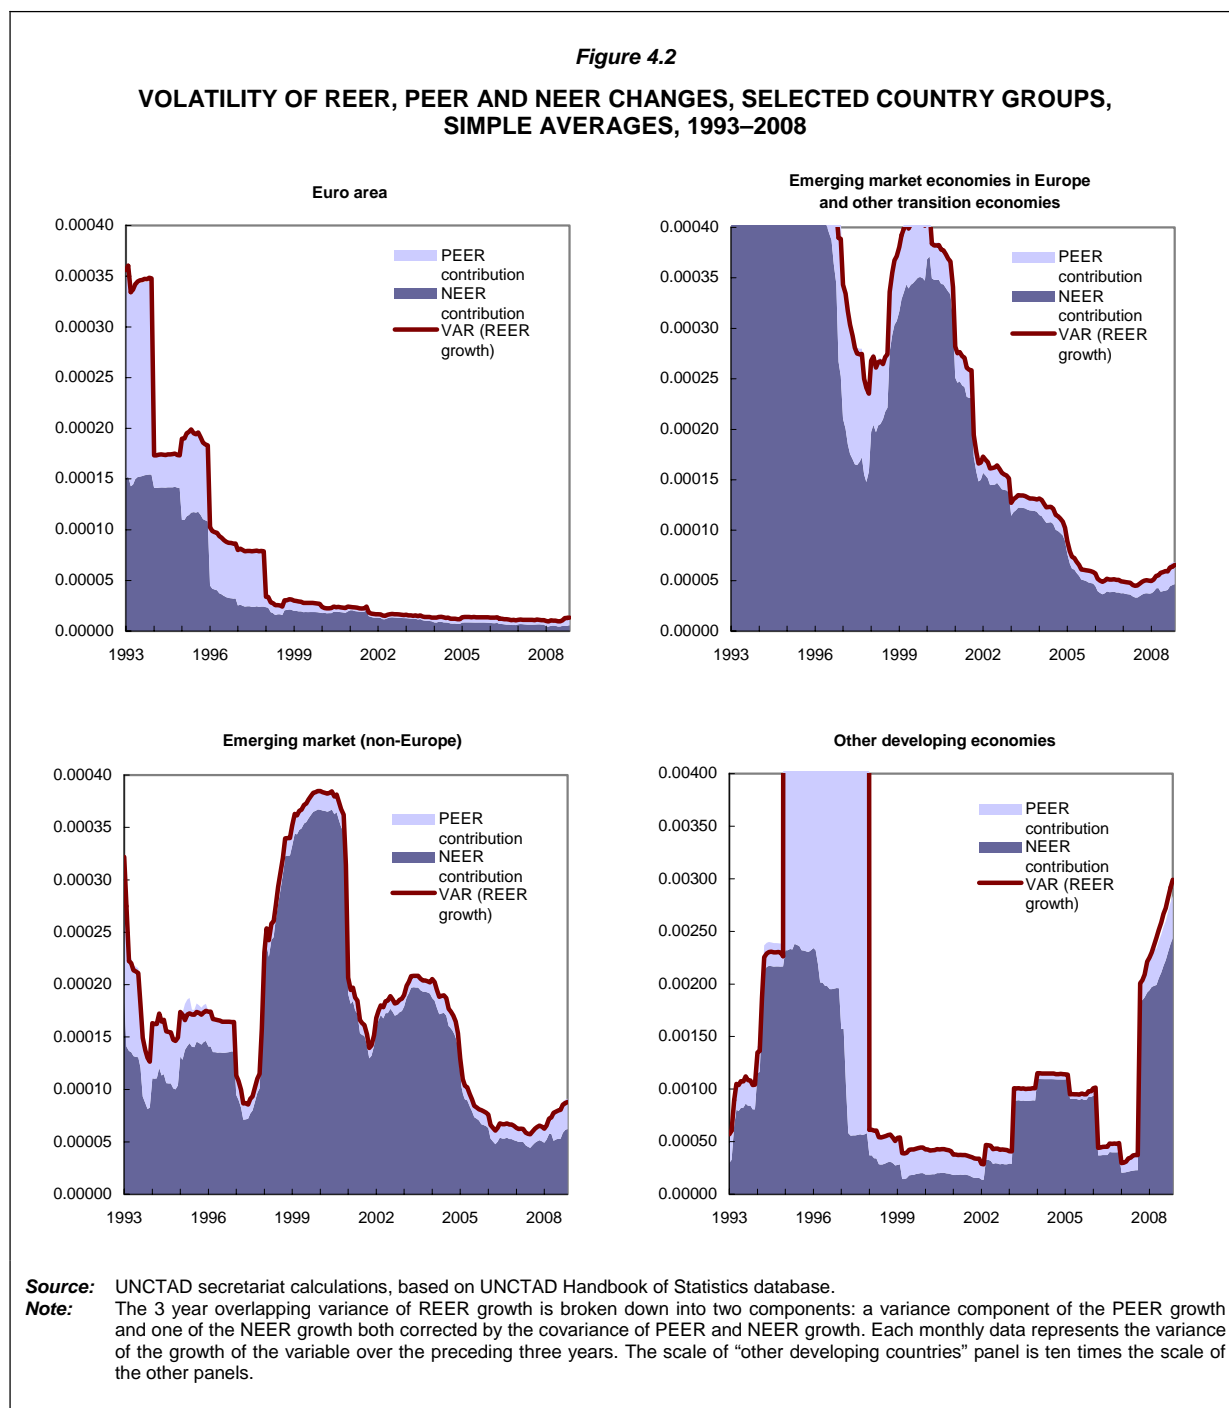 Figure 4.2
VOLATILITY OF REER, PEER AND NEER CHANGES, SELECTED COUNTRY GROUPS,
SIMPLE AVERAGES, 1993–2008
Euro area
0.00040
0.00035
0.00030
0.00025
0.00020
0.00015
0.00010
0.00005
0.00000
1993 1996 1999 2002 2005 2008
PEER
contribution
NEER
contribution
VAR (REER
growth)
Emerging market economies in Europe
and other transition economies
0.00040
0.00035
0.00030
0.00025
0.00020
0.00015
0.00010
0.00005
0.00000
1993 1996 1999 2002 2005 2008
PEER
contribution
NEER
contribution
VAR (REER
growth)
Emerging market (non-Europe)
0.00040
0.00035
0.00030
0.00025
0.00020
0.00015
0.00010
0.00005
0.00000
1993 1996 1999 2002 2005 2008
PEER
contribution
NEER
contribution
VAR (REER
growth)
Other developing economies
0.00400
0.00350
0.00300
0.00250
0.00200
0.00150
0.00100
0.00050
0.00000
1993 1996 1999 2002 2005 2008
PEER
contribution
NEER
contribution
VAR (REER
growth)
Source: UNCTAD secretariat calculations, based on UNCTAD Handbook of Statistics database.
Note: The 3 year overlapping variance of REER growth is broken down into two components: a variance component of the PEER growth
and one of the NEER growth both corrected by the covariance of PEER and NEER growth. Each monthly data represents the variance
of the growth of the variable over the preceding three years. The scale of “other developing countries” panel is ten times the scale of
the other panels.